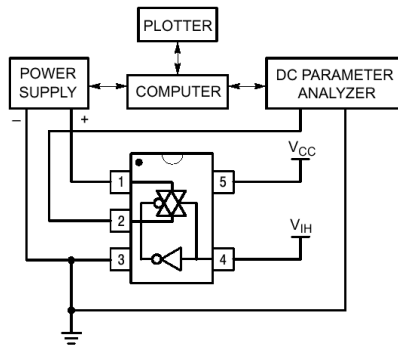 PLOTTER
POWER
SUPPLY
COMPUTER
DC PARAMETER
ANALYZER
– +
VCC
1 5
2
VIH
3 4